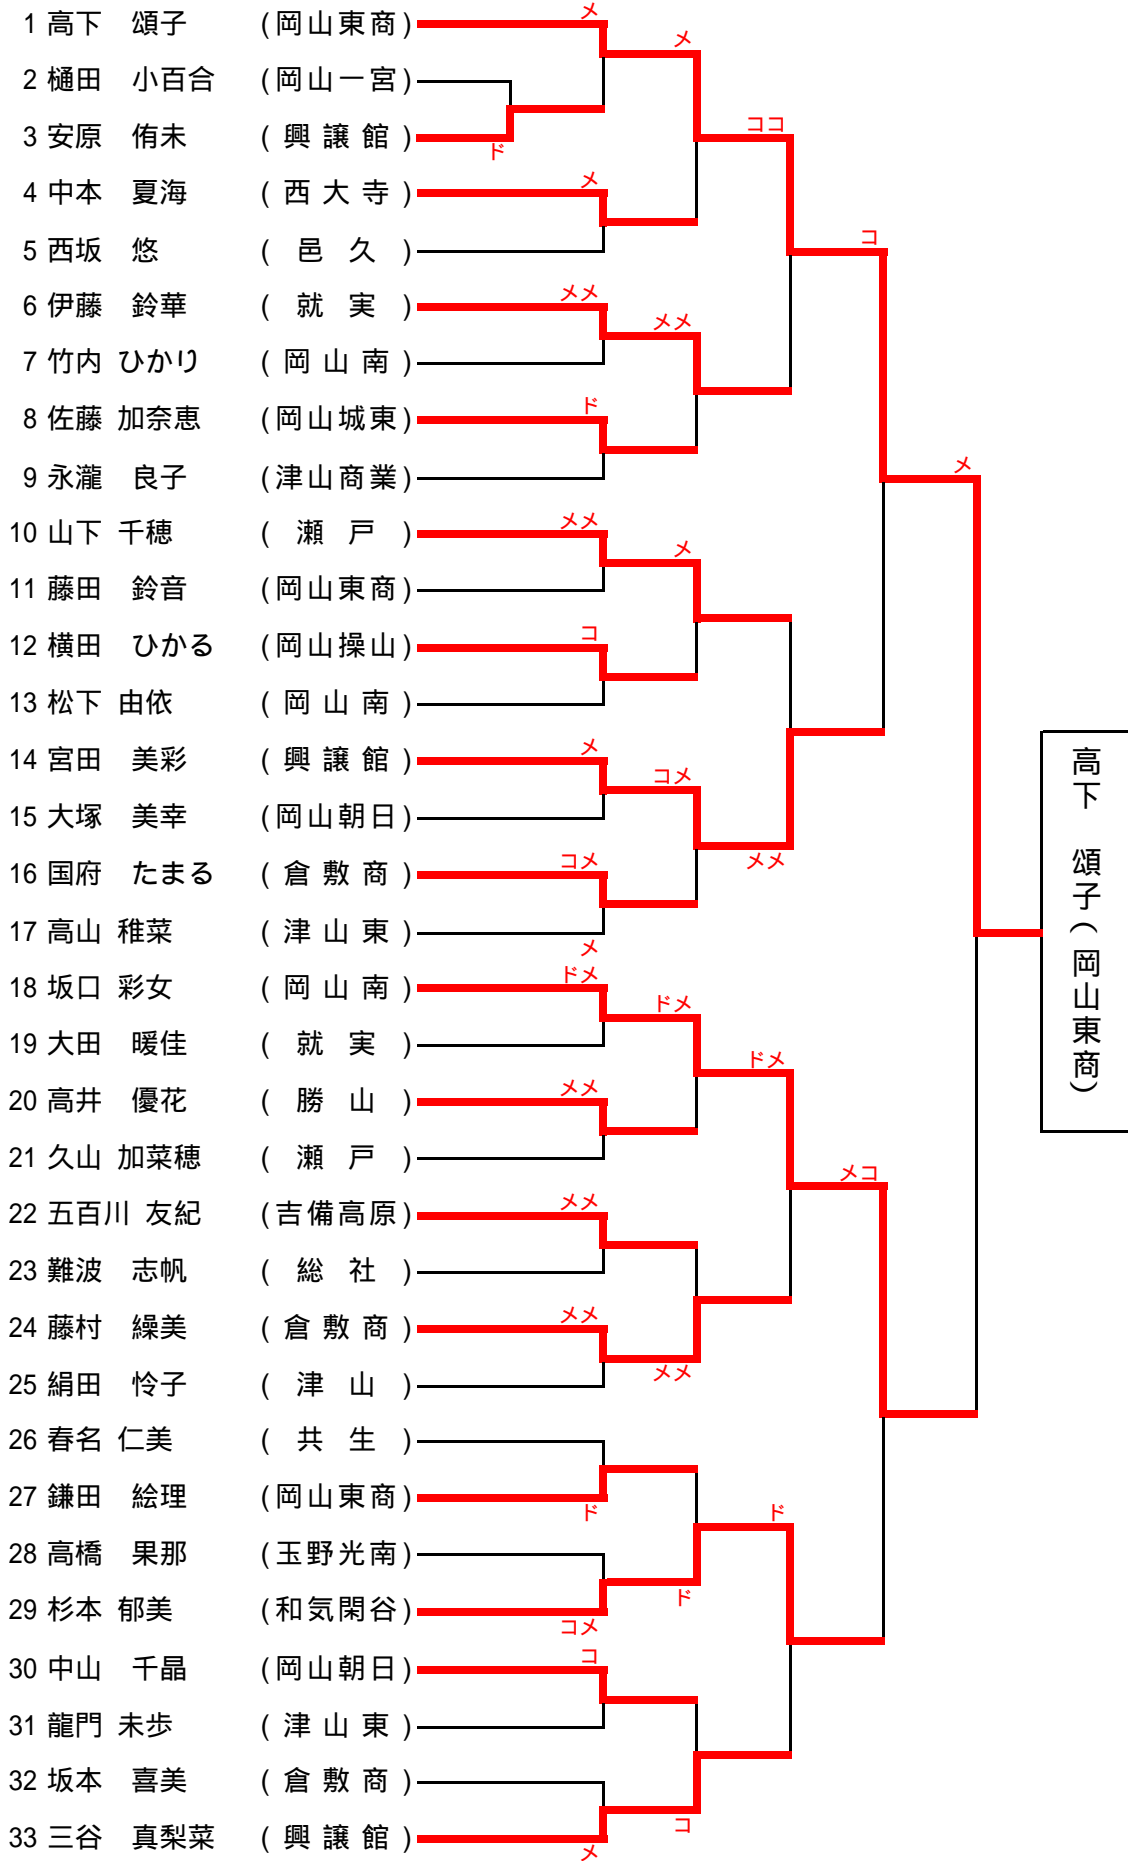 1 高下　頌子 (岡山東商)
メ
メ
2 樋田　小百合 (岡山一宮)
3 安原　侑未 (興譲館)
ド
ココ
4 中本　夏海 (西大寺)
メ
5 西坂　悠 (邑久)
コ
6 伊藤　鈴華 (就実)
メメ
メメ
7 竹内 ひかり (岡山南)
8 佐藤 加奈恵 (岡山城東)
ド
9 永瀧　良子 (津山商業)
メ
10 山下 千穂 (瀬戸)
メメ
メ
11 藤田　鈴音 (岡山東商)
12 横田　ひかる (岡山操山)
コ
13 松下 由依 (岡山南)
14 宮田　美彩 (興譲館)
メ
コメ
15 大塚　美幸 (岡山朝日)
16 国府　たまる (倉敷商)
コメ
メメ
17 高山 稚菜 (津山東)
メ
18 坂口 彩女 (岡山南)
ドメ
ドメ
19 大田　暖佳 (就実)
ドメ
20 高井　優花 (勝山)
メメ
21 久山 加菜穂 (瀬戸)
メコ
22 五百川 友紀 (吉備高原)
メメ
23 難波　志帆 (総社)
24 藤村　繰美 (倉敷商)
メメ
メメ
25 絹田　怜子 (津山)
26 春名 仁美 (共生)
27 鎌田　絵理 (岡山東商)
ド
ド
28 高橋　果那 (玉野光南)
29 杉本 郁美 (和気閑谷)
コメ
ド
30 中山　千晶 (岡山朝日)
コ
31 龍門 未歩 (津山東)
32 坂本　喜美 (倉敷商)
コ
33 三谷　真梨菜 (興譲館)
メ
高下　頌子(岡山東商)